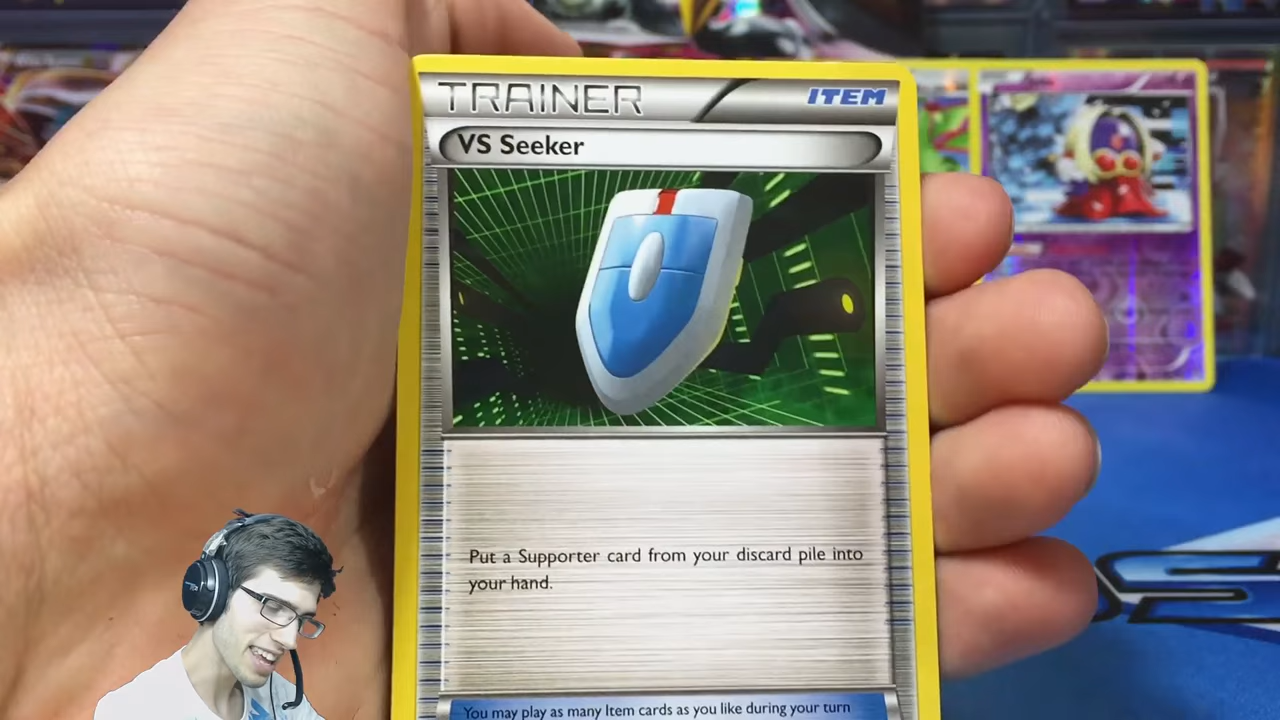 TRAINER ITEM
VS Seeker
Put a Supporter card from your discard pile into
your hand.
You may play as many Item cards as you like during your turn